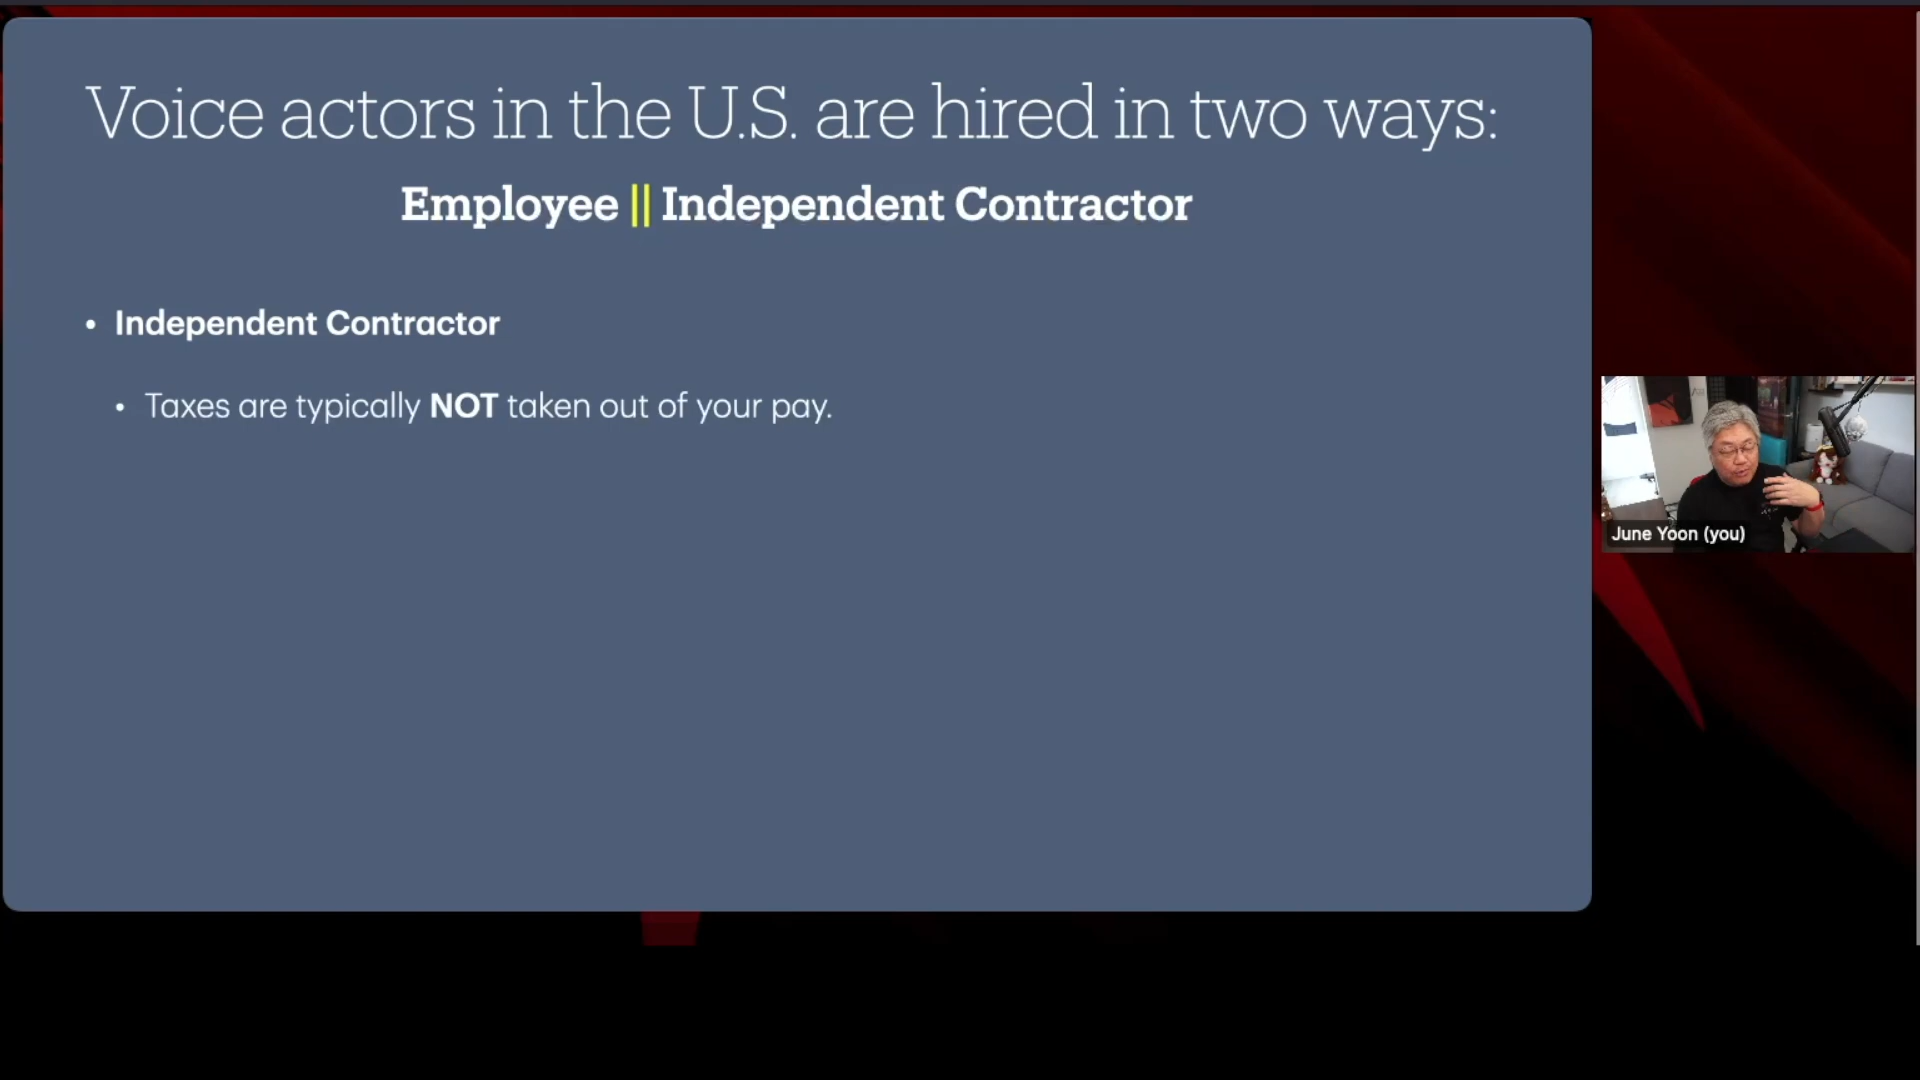 Voice actors in the U.S. are hired in two ways:
Employee || Independent Contractor
• Independent Contractor
• Taxes are typically NOT taken out of your pay.
June Yoon (you)